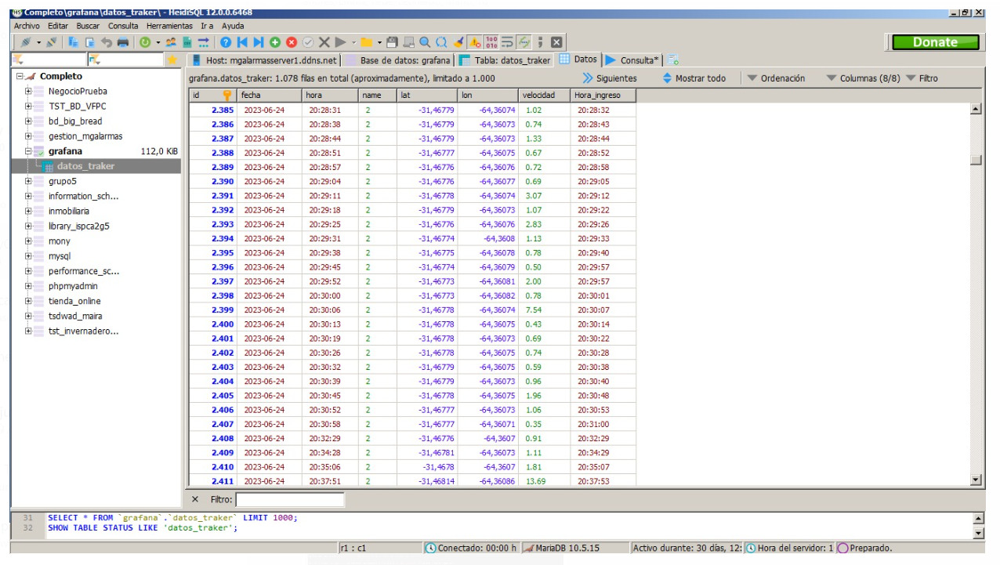 Completo\grafana\datos_traker\ - HeidiSQL 12.0.0.6468
Archivo Editar Buscar Consulta Herramientas Ir a Ayuda
Donate
Host: mgalarmasserver1.ddns.net Base de datos: grafana Tabla: datos_traker Datos Consulta*
Completo
NegocioPrueba
TST_BD_VFPC
bd_big_bread
gestion_mgalarmas
grafana 112,0 KiB
datos_traker
grupo5
information_sch...
inmobiliaria
library_ispca2g5
mony
mysql
performance_sc...
phpmyadmin
tienda_online
tsdwad_maira
tst_invernadero...
grafana.datos_traker: 1.078 filas en total (aproximadamente), limitado a 1.000 Siguientes Mostrar todo Ordenación Columnas (8/8) Filtro
id fecha hora name lat lon velocidad Hora_ingreso
2.385 2023-06-24 20:28:31 2 -31,46779 -64,36074 1.02 20:28:32
2.386 2023-06-24 20:28:38 2 -31,46779 -64,36073 0.74 20:28:43
2.387 2023-06-24 20:28:44 2 -31,46779 -64,36073 1.33 20:28:44
2.388 2023-06-24 20:28:51 2 -31,46777 -64,36075 0.67 20:28:52
2.389 2023-06-24 20:28:57 2 -31,46776 -64,36076 0.72 20:28:58
2.390 2023-06-24 20:29:04 2 -31,46776 -64,36077 0.69 20:29:05
2.391 2023-06-24 20:29:11 2 -31,46778 -64,36074 3.07 20:29:12
2.392 2023-06-24 20:29:18 2 -31,46779 -64,36073 1.07 20:29:22
2.393 2023-06-24 20:29:25 2 -31,46776 -64,36076 2.83 20:29:26
2.394 2023-06-24 20:29:31 2 -31,46774 -64,3608 1.13 20:29:33
2.395 2023-06-24 20:29:38 2 -31,46775 -64,36078 0.78 20:29:40
2.396 2023-06-24 20:29:45 2 -31,46774 -64,36079 0.50 20:29:57
2.397 2023-06-24 20:29:52 2 -31,46773 -64,36081 2.00 20:29:57
2.398 2023-06-24 20:30:00 2 -31,46773 -64,36082 0.78 20:30:01
2.399 2023-06-24 20:30:06 2 -31,46778 -64,36074 7.54 20:30:07
2.400 2023-06-24 20:30:13 2 -31,46778 -64,36075 0.43 20:30:14
2.401 2023-06-24 20:30:19 2 -31,46778 -64,36073 0.69 20:30:22
2.402 2023-06-24 20:30:26 2 -31,46778 -64,36075 0.74 20:30:28
2.403 2023-06-24 20:30:32 2 -31,46779 -64,36075 0.59 20:30:38
2.404 2023-06-24 20:30:39 2 -31,46779 -64,36073 0.96 20:30:40
2.405 2023-06-24 20:30:45 2 -31,46778 -64,36075 1.96 20:30:48
2.406 2023-06-24 20:30:52 2 -31,46777 -64,36073 1.06 20:30:53
2.407 2023-06-24 20:30:58 2 -31,46777 -64,36071 0.35 20:31:00
2.408 2023-06-24 20:32:29 2 -31,46776 -64,3607 0.91 20:32:29
2.409 2023-06-24 20:34:28 2 -31,46781 -64,36073 1.11 20:34:29
2.410 2023-06-24 20:35:06 2 -31,4678 -64,3607 1.81 20:35:07
2.411 2023-06-24 20:37:51 2 -31,46814 -64,36086 13.69 20:37:53
Filtro:
31 SELECT * FROM `grafana`.`datos_traker` LIMIT 1000;
32 SHOW TABLE STATUS LIKE 'datos_traker';
r1 : c1 Conectado: 00:00 h MariaDB 10.5.15 Activo durante: 30 días, 12: Hora del servidor: 1 Preparado.